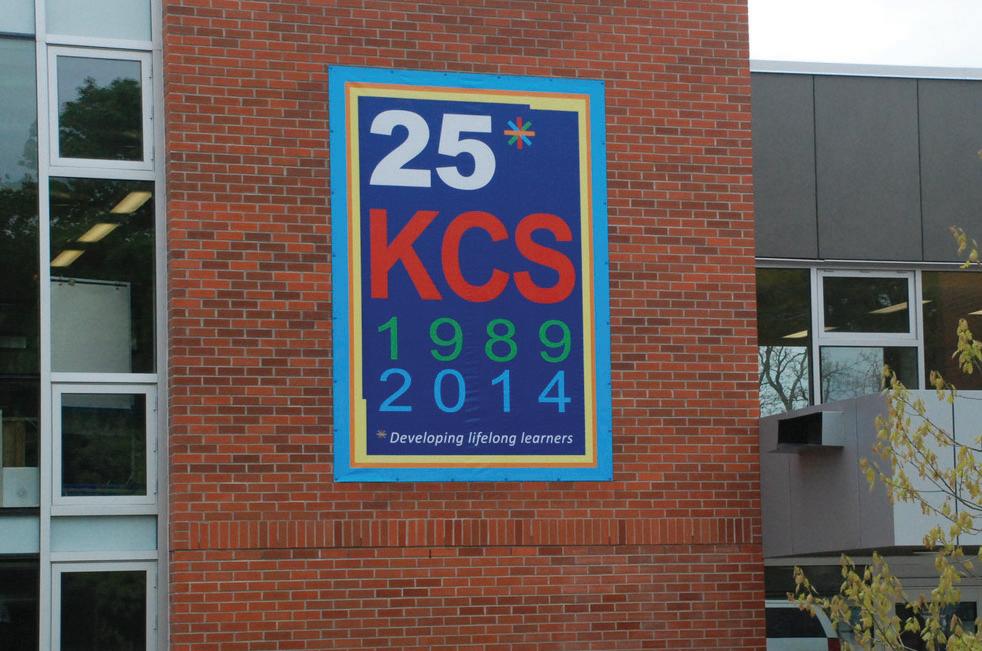 25*
KCS
1989
2014
*Developing lifelong learners